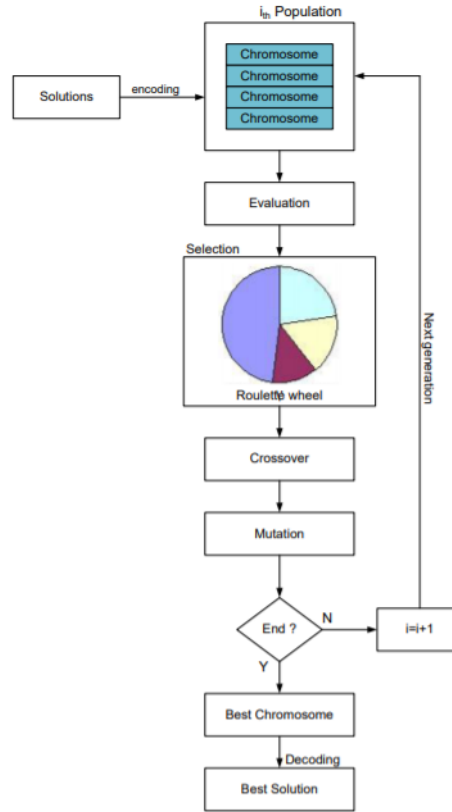 i_th Population
Chromosome
Chromosome
Chromosome
Chromosome
Solutions
encoding
Evaluation
Selection
Roulette wheel
Next generation
Crossover
Mutation
End ?
N
i=i+1
Y
Best Chromosome
Decoding
Best Solution